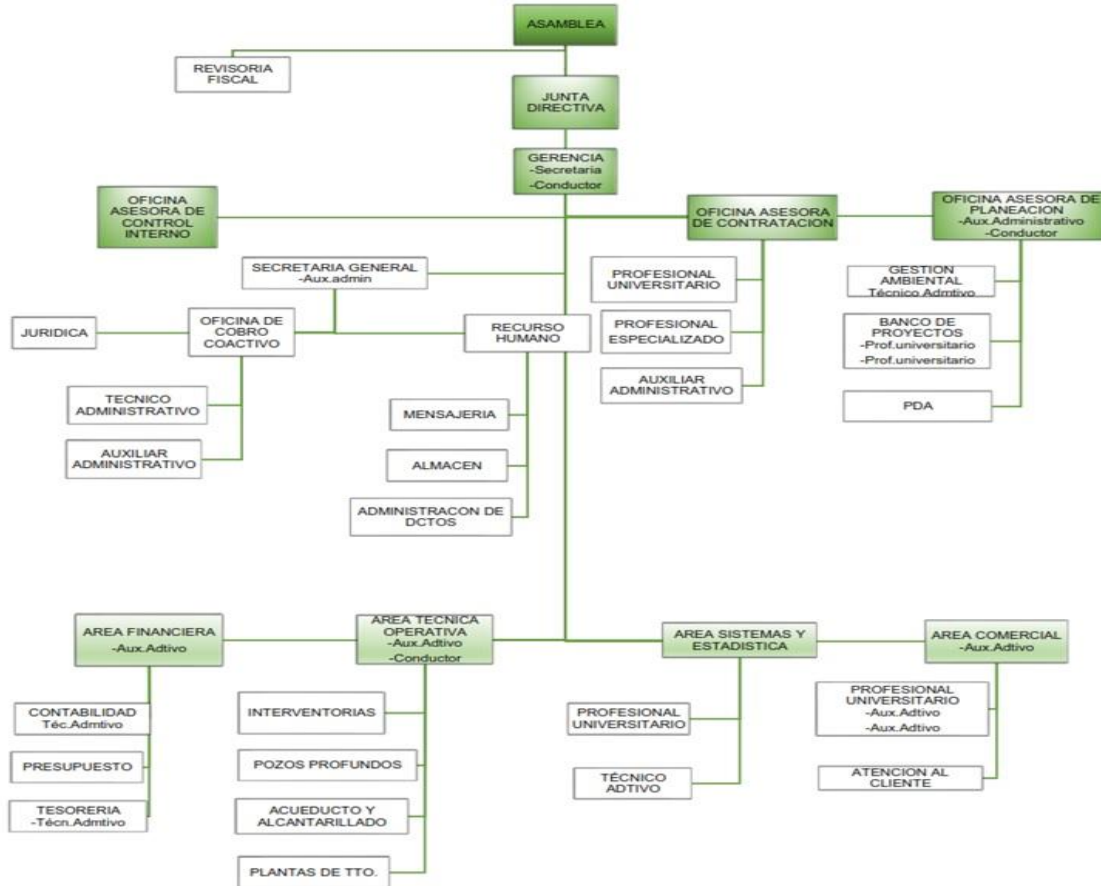 ASAMBLEA
REVISORIA
FISCAL
JUNTA
DIRECTIVA
GERENCIA
-Secretaria
-Conductor
OFICINA
ASESORA DE
CONTROL
INTERNO
OFICINA ASESORA
DE CONTRATACION
OFICINA ASESORA DE
PLANEACION
-Aux.Administrativo
-Conductor
SECRETARIA GENERAL
-Aux.admin
PROFESIONAL
UNIVERSITARIO
GESTION
AMBIENTAL
Técnico Admtivo
JURIDICA
OFICINA DE
COBRO
COACTIVO
RECURSO
HUMANO
PROFESIONAL
ESPECIALIZADO
BANCO DE
PROYECTOS
-Prof.universitario
-Prof.universitario
TECNICO
ADMINISTRATIVO
MENSAJERIA
AUXILIAR
ADMINISTRATIVO
PDA
AUXILIAR
ADMINISTRATIVO
ALMACEN
ADMINISTRACON DE
DCTOS
AREA FINANCIERA
-Aux.Adtivo
AREA TECNICA
OPERATIVA
-Aux.Adtivo
-Conductor
AREA SISTEMAS Y
ESTADISTICA
AREA COMERCIAL
-Aux.Adtivo
CONTABILIDAD
Téc.Admtivo
INTERVENTORIAS
PROFESIONAL
UNIVERSITARIO
PROFESIONAL
UNIVERSITARIO
-Aux.Adtivo
-Aux.Adtivo
PRESUPUESTO
POZOS PROFUNDOS
TÉCNICO
ADTIVO
ATENCION AL
CLIENTE
TESORERIA
-Técn.Admtivo
ACUEDUCTO Y
ALCANTARILLADO
PLANTAS DE TTO.